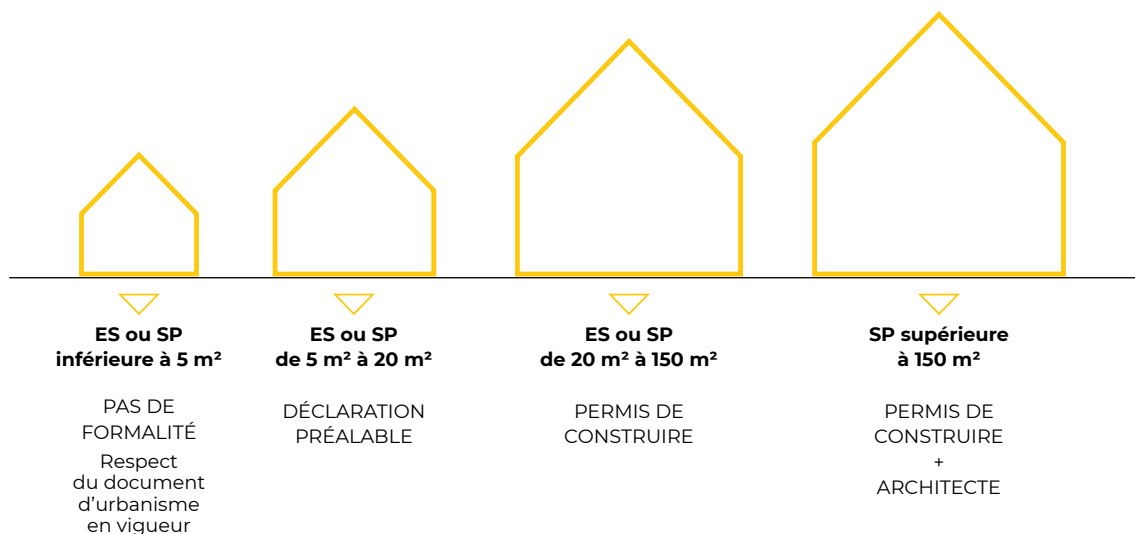 ES ou SP
inférieure à 5 m²
PAS DE
FORMALITÉ
Respect
du document
d’urbanisme
en vigueur
ES ou SP
de 5 m² à 20 m²
DÉCLARATION
PRÉALABLE
ES ou SP
de 20 m² à 150 m²
PERMIS DE
CONSTRUIRE
SP supérieure
à 150 m²
PERMIS DE
CONSTRUIRE
+
ARCHITECTE